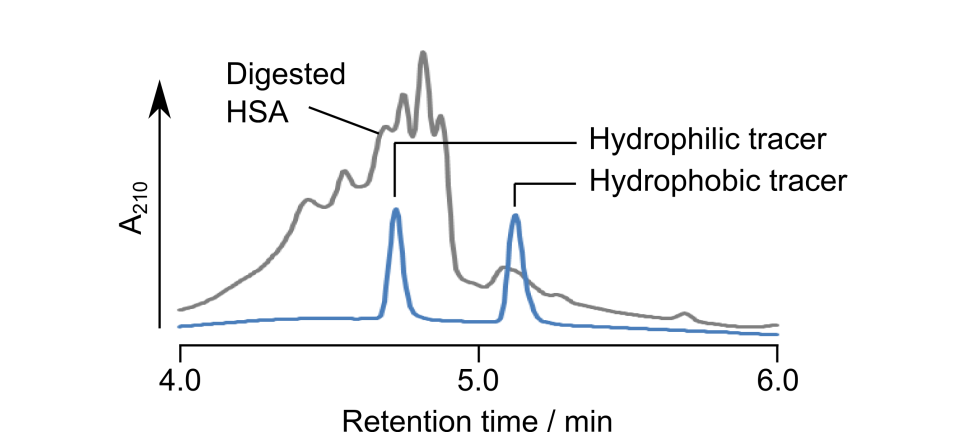 Digested
HSA
Hydrophilic tracer
Hydrophobic tracer
A210
4.0 5.0 6.0
Retention time / min